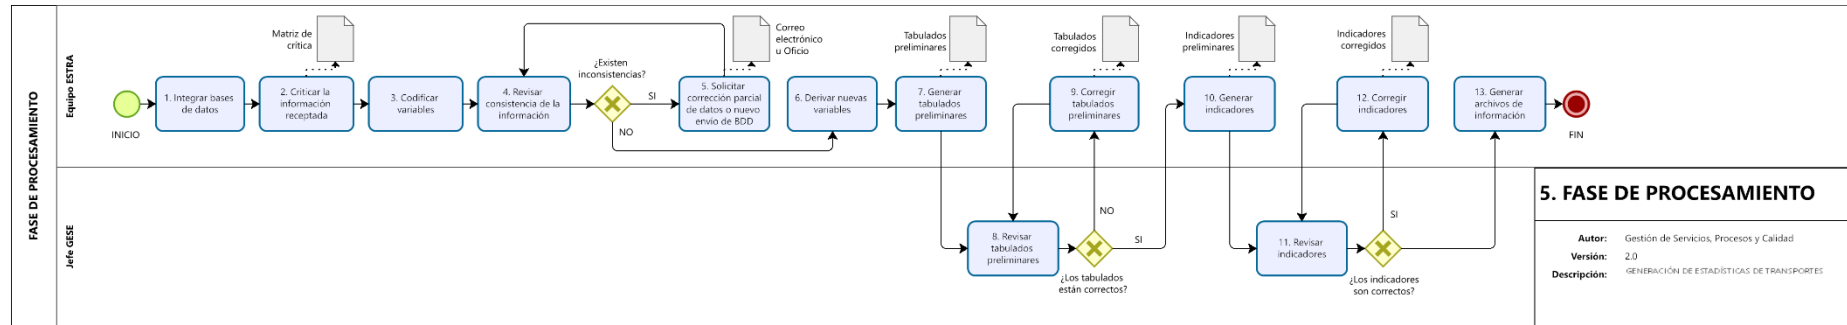 FASE DE PROCESAMIENTO
Equipo ESTRA
Jefe GESE
INICIO
1. Integrar bases
de datos
Matriz de
crítica
2. Criticar la
información
receptada
3. Codificar
variables
4. Revisar
consistencia de la
información
¿Existen
inconsistencias?
SI
NO
Correo
electrónico
u Oficio
5. Solicitar
corrección parcial
de datos o nuevo
envío de BDD
6. Derivar nuevas
variables
Tabulados
preliminares
7. Generar
tabulados
preliminares
8. Revisar
tabulados
preliminares
¿Los tabulados
están correctos?
NO
SI
Tabulados
corregidos
9. Corregir
tabulados
preliminares
Indicadores
preliminares
10. Generar
indicadores
11. Revisar
indicadores
¿Los indicadores
son correctos?
SI
Indicadores
corregidos
12. Corregir
indicadores
13. Generar
archivos de
información
FIN
5. FASE DE PROCESAMIENTO
Autor: Gestión de Servicios, Procesos y Calidad
Versión: 2.0
Descripción: GENERACIÓN DE ESTADÍSTICAS DE TRANSPORTES